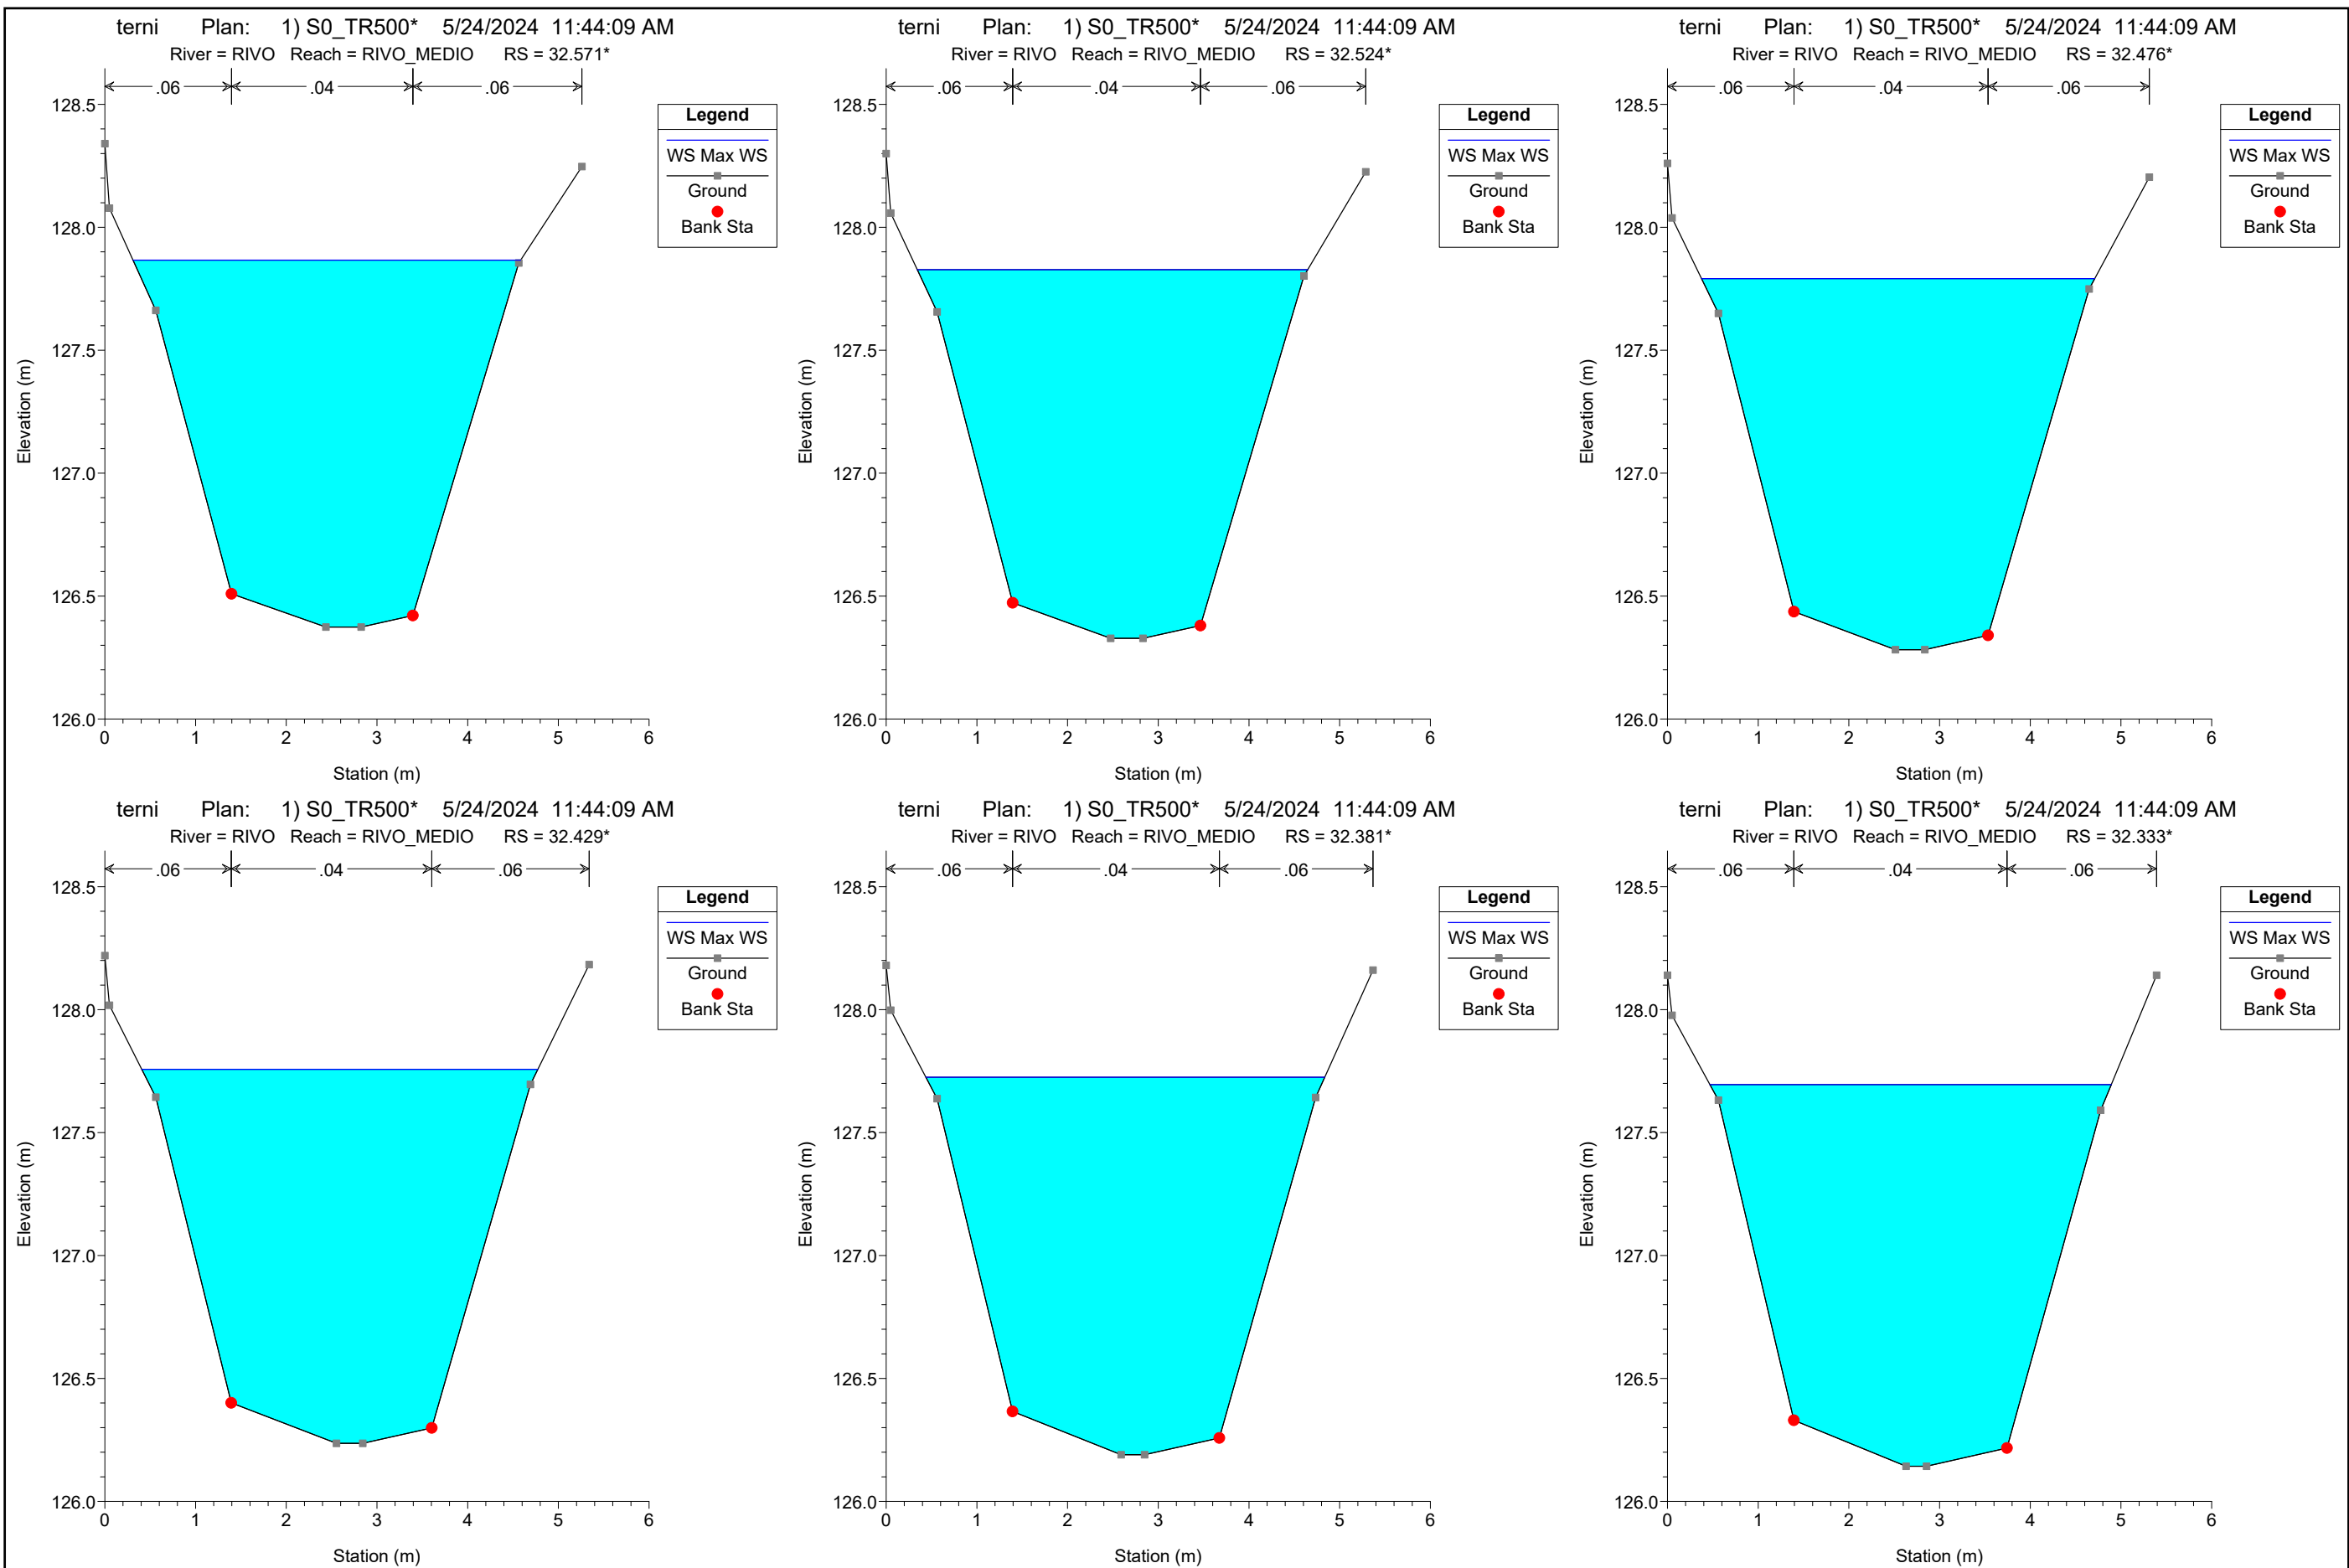 terni Plan: 1) S0_TR500* 5/24/2024 11:44:09 AM
River = RIVO Reach = RIVO_MEDIO RS = 32.571*
.06 .04 .06
Legend
WS Max WS
Ground
Bank Sta
128.5
128.0
127.5
127.0
126.5
126.0
Elevation (m)
0 1 2 3 4 5 6
Station (m)
terni Plan: 1) S0_TR500* 5/24/2024 11:44:09 AM
River = RIVO Reach = RIVO_MEDIO RS = 32.524*
.06 .04 .06
Legend
WS Max WS
Ground
Bank Sta
128.5
128.0
127.5
127.0
126.5
126.0
Elevation (m)
0 1 2 3 4 5 6
Station (m)
terni Plan: 1) S0_TR500* 5/24/2024 11:44:09 AM
River = RIVO Reach = RIVO_MEDIO RS = 32.476*
.06 .04 .06
Legend
WS Max WS
Ground
Bank Sta
128.5
128.0
127.5
127.0
126.5
126.0
Elevation (m)
0 1 2 3 4 5 6
Station (m)
terni Plan: 1) S0_TR500* 5/24/2024 11:44:09 AM
River = RIVO Reach = RIVO_MEDIO RS = 32.429*
.06 .04 .06
Legend
WS Max WS
Ground
Bank Sta
128.5
128.0
127.5
127.0
126.5
126.0
Elevation (m)
0 1 2 3 4 5 6
Station (m)
terni Plan: 1) S0_TR500* 5/24/2024 11:44:09 AM
River = RIVO Reach = RIVO_MEDIO RS = 32.381*
.06 .04 .06
Legend
WS Max WS
Ground
Bank Sta
128.5
128.0
127.5
127.0
126.5
126.0
Elevation (m)
0 1 2 3 4 5 6
Station (m)
terni Plan: 1) S0_TR500* 5/24/2024 11:44:09 AM
River = RIVO Reach = RIVO_MEDIO RS = 32.333*
.06 .04 .06
Legend
WS Max WS
Ground
Bank Sta
128.5
128.0
127.5
127.0
126.5
126.0
Elevation (m)
0 1 2 3 4 5 6
Station (m)